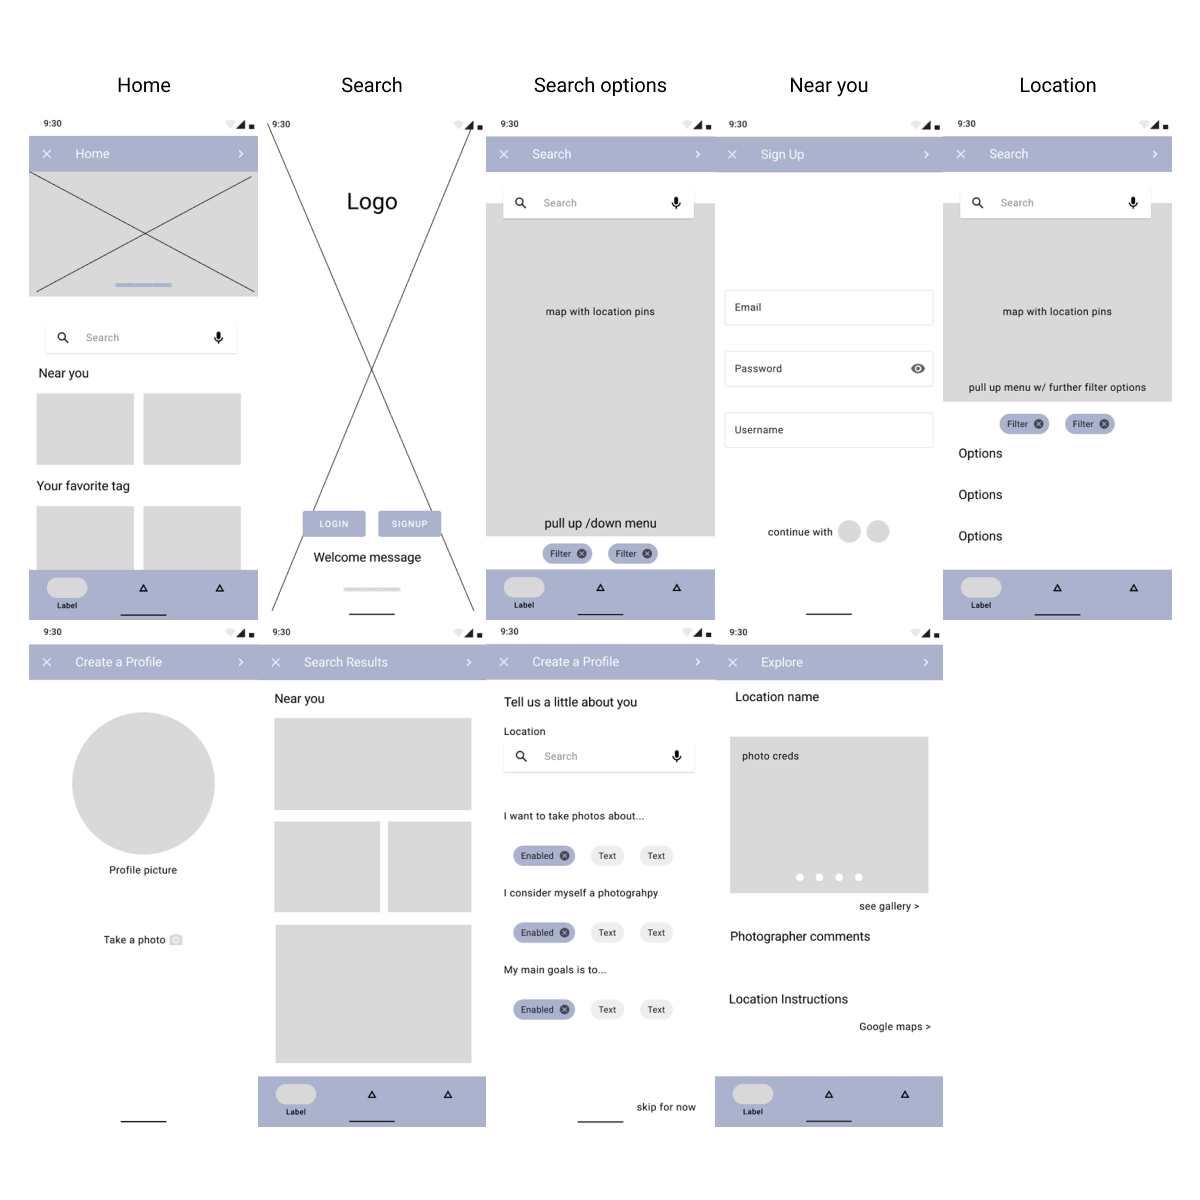 Home
Search
Search options
Near you
Location
9:30
Home
Search
Near you
Your favorite tag
Label
9:30
Logo
LOGIN
SIGNUP
Welcome message
9:30
Search
Search
map with location pins
pull up /down menu
Filter
Filter
Label
9:30
Sign Up
Email
Password
Username
continue with
9:30
Search
Search
map with location pins
pull up menu w/ further filter options
Filter
Filter
Options
Options
Options
Label
9:30
Create a Profile
Profile picture
Take a photo
9:30
Search Results
Near you
Label
9:30
Create a Profile
Tell us a little about you
Location
Search
I want to take photos about...
Enabled
Text
Text
I consider myself a photograhpy
Enabled
Text
Text
My main goals is to...
Enabled
Text
Text
skip for now
9:30
Explore
Location name
photo creds
see gallery >
Photographer comments
Location Instructions
Google maps >
Label